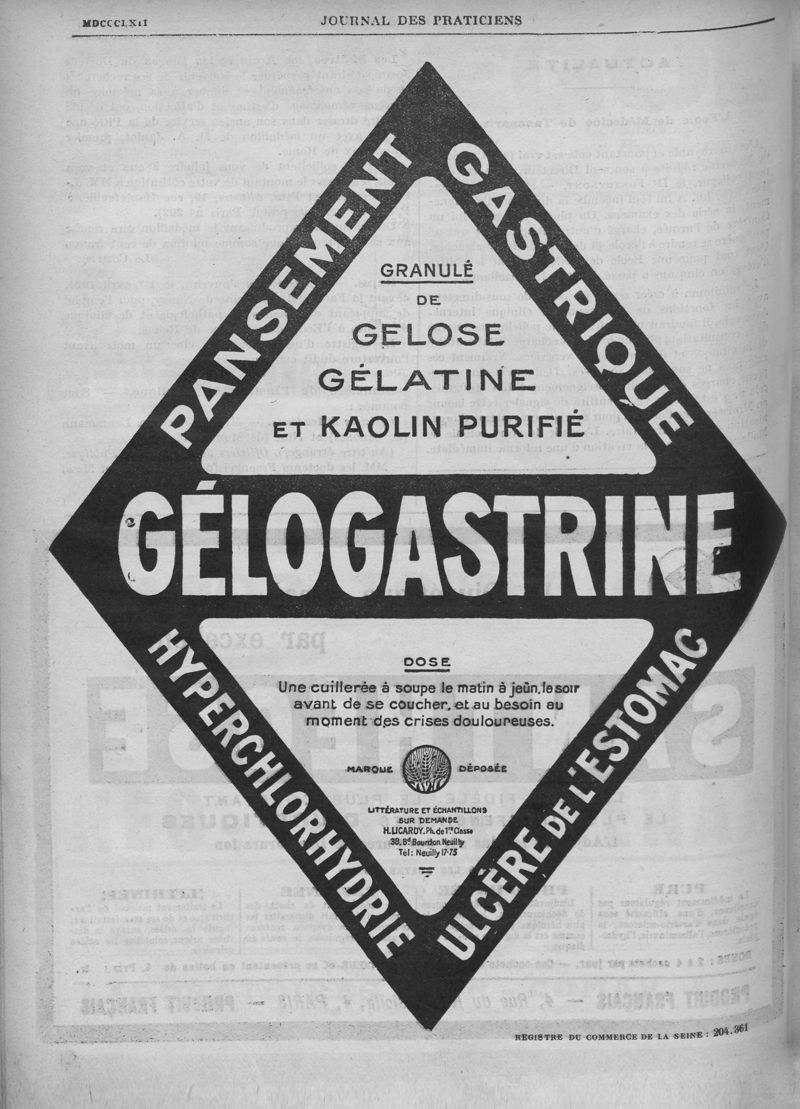 MDCCCLXII
JOURNAL DES PRATICIENS
PANSEMENT
GASTRIQUE
GRANULÉ
DE
GELOSE
GÉLATINE
ET KAOLIN PURIFIÉ
GÉLOGASTRINE
HYPERCHLORHYDRIE
ULCÈRE DE L'ESTOMAC
DOSE
Une cuillerée à soupe le matin à jeûn, le soir
avant de se coucher, et au besoin au
moment des crises douloureuses.
MARQUE DÉPOSÉE
LITTÉRATURE ET ÉCHANTILLONS
SUR DEMANDE
H. LICARDY. Ph. de 1re Classe
38, Bd. Bourdon. Neuilly
Tél: Neuilly 17-75
REGISTRE DU COMMERCE DE LA SEINE : 204.361